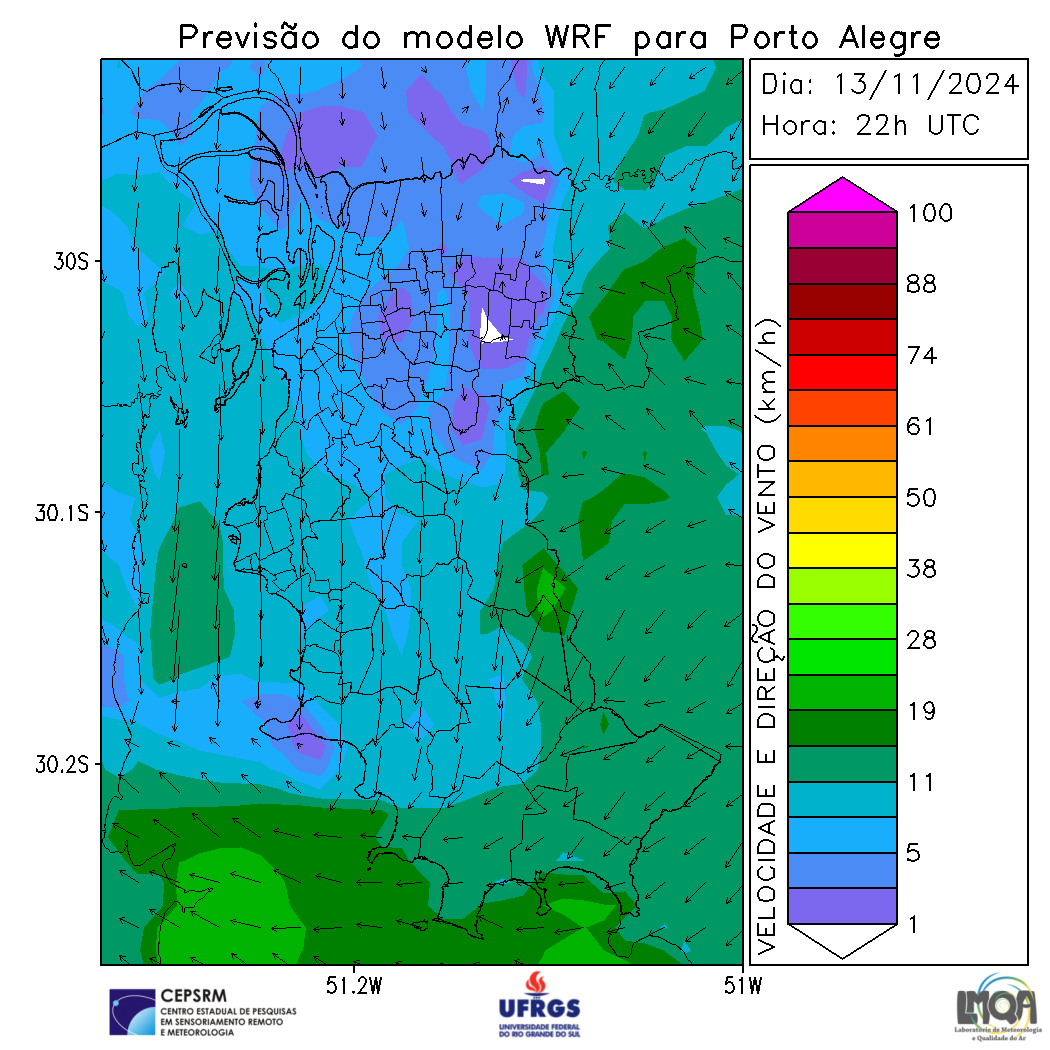 Previsão do modelo WRF para Porto Alegre
Dia: 13/11/2024
Hora: 22h UTC
100
88
74
61
50
38
28
19
11
5
1
VELOCIDADE E DIREÇÃO DO VENTO (km/h)
30S
30.1S
30.2S
51.2W
51W
CEPSRM
CENTRO ESTADUAL DE PESQUISAS
EM SENSORIAMENTO REMOTO
E METEOROLOGIA
UFRGS
UNIVERSIDADE FEDERAL
DO RIO GRANDE DO SUL
LMQA
Laboratório de Meteorologia
e Qualidade do Ar